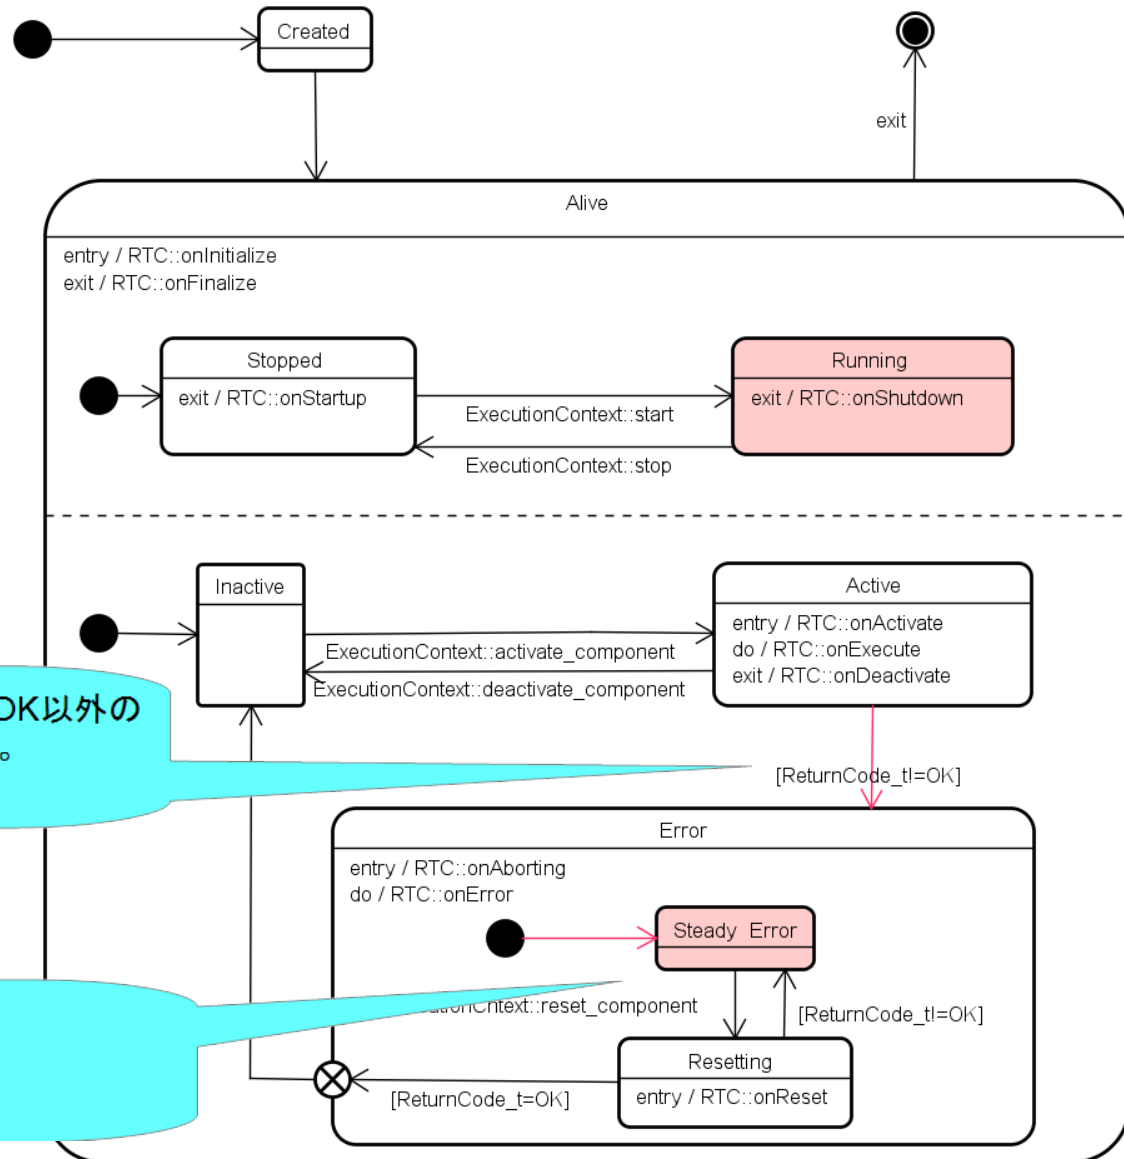 Created
exit
Alive
entry / RTC::onInitialize
exit / RTC::onFinalize
Stopped
exit / RTC::onStartup
Running
exit / RTC::onShutdown
ExecutionContext::start
ExecutionContext::stop
Inactive
Active
entry / RTC::onActivate
do / RTC::onExecute
exit / RTC::onDeactivate
ExecutionContext::activate_component
ExecutionContext::deactivate_component
OK以外の
。
[ReturnCode_t!=OK]
Error
entry / RTC::onAborting
do / RTC::onError
Steady Error
::reset_component
[ReturnCode_t!=OK]
Resetting
entry / RTC::onReset
[ReturnCode_t=OK]